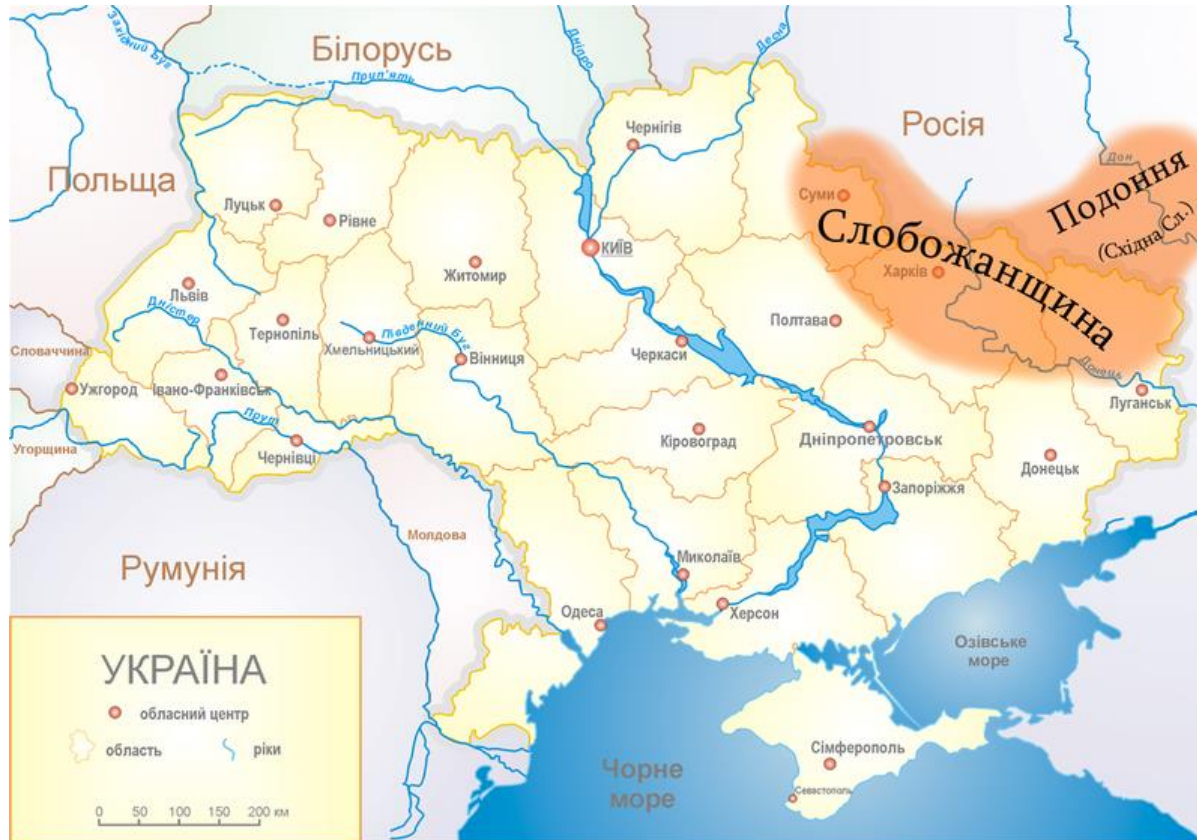 Західний Буг
Білорусь
Дніпро
Десна
Прип'ять
Росія
Чернігів
Дон
Польща
Подоння
(Східна Сл.)
Суми
Луцьк
Рівне
Слобожанщина
КИЇВ
Житомир
Харків
Львів
Дністер
Тернопіль
Хмельницький
Південний Буг
Вінниця
Черкаси
Полтава
Словаччина
Ужгород
Івано-Франківськ
Донець
Луганськ
Прут
Чернівці
Угорщина
Кіровоград
Дніпропетровськ
Донецьк
Запоріжжя
Молдова
Румунія
Миколаїв
Херсон
Одеса
Озівське
море
УКРАЇНА
обласний центр
область
ріки
0 50 100 150 200 км
Чорне
море
Сімферополь
Севастополь